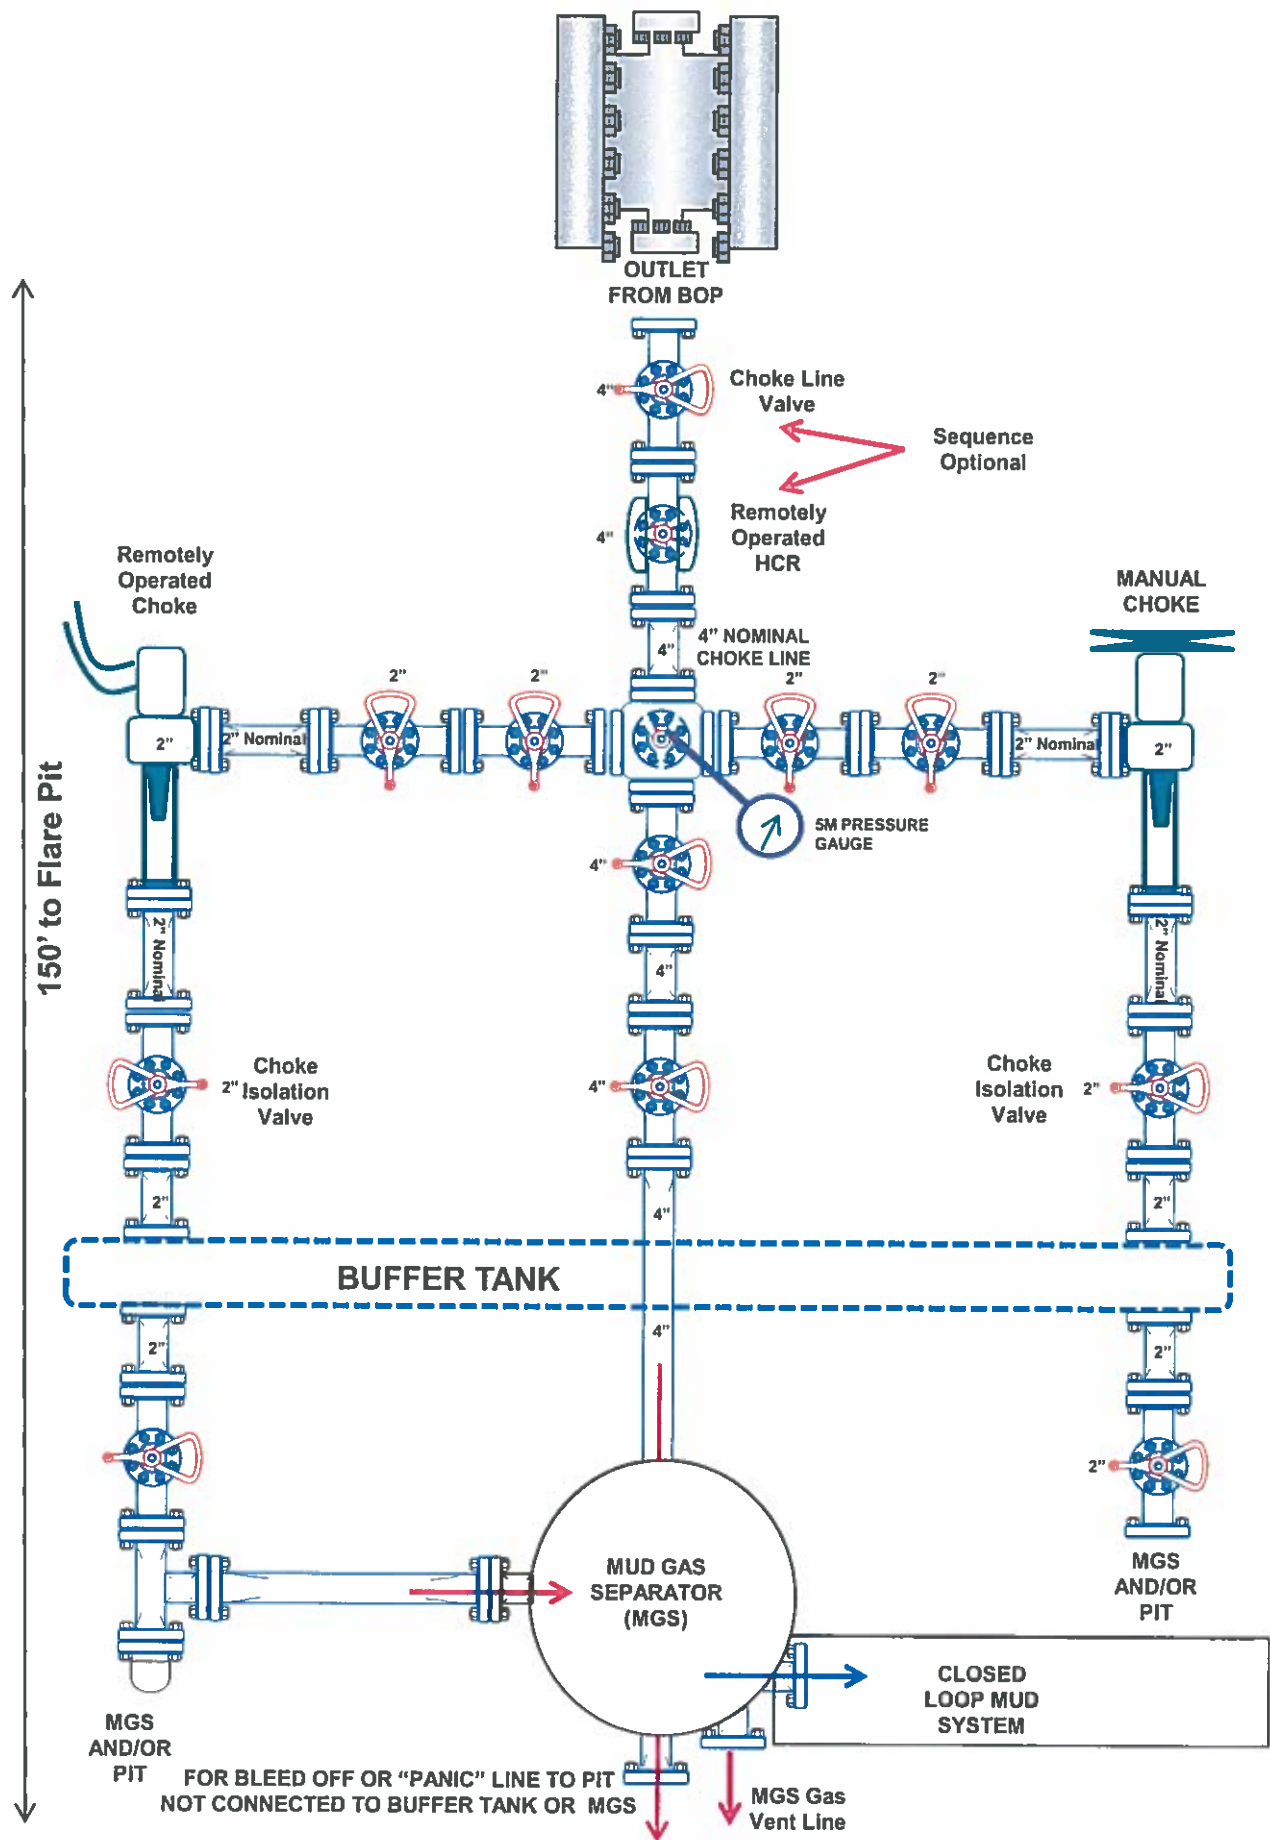 OUTLET
FROM BOP
4"
Choke Line
Valve
Sequence
Optional
4"
Remotely
Operated
HCR
Remotely
Operated
Choke
MANUAL
CHOKE
4"
4" NOMINAL
CHOKE LINE
2"
2"
2"
2"
2"
2" Nominal
2" Nominal
2"
5M PRESSURE
GAUGE
4"
150' to Flare Pit
2" Nominal
4"
2" Nominal
2"
Choke
Isolation
Valve
4"
Choke
Isolation
Valve
2"
2"
4"
2"
BUFFER TANK
2"
4"
2"
2"
MUD GAS
SEPARATOR
(MGS)
MGS
AND/OR
PIT
CLOSED
LOOP MUD
SYSTEM
MGS
AND/OR
PIT
FOR BLEED OFF OR "PANIC" LINE TO PIT
NOT CONNECTED TO BUFFER TANK OR MGS
MGS Gas
Vent Line